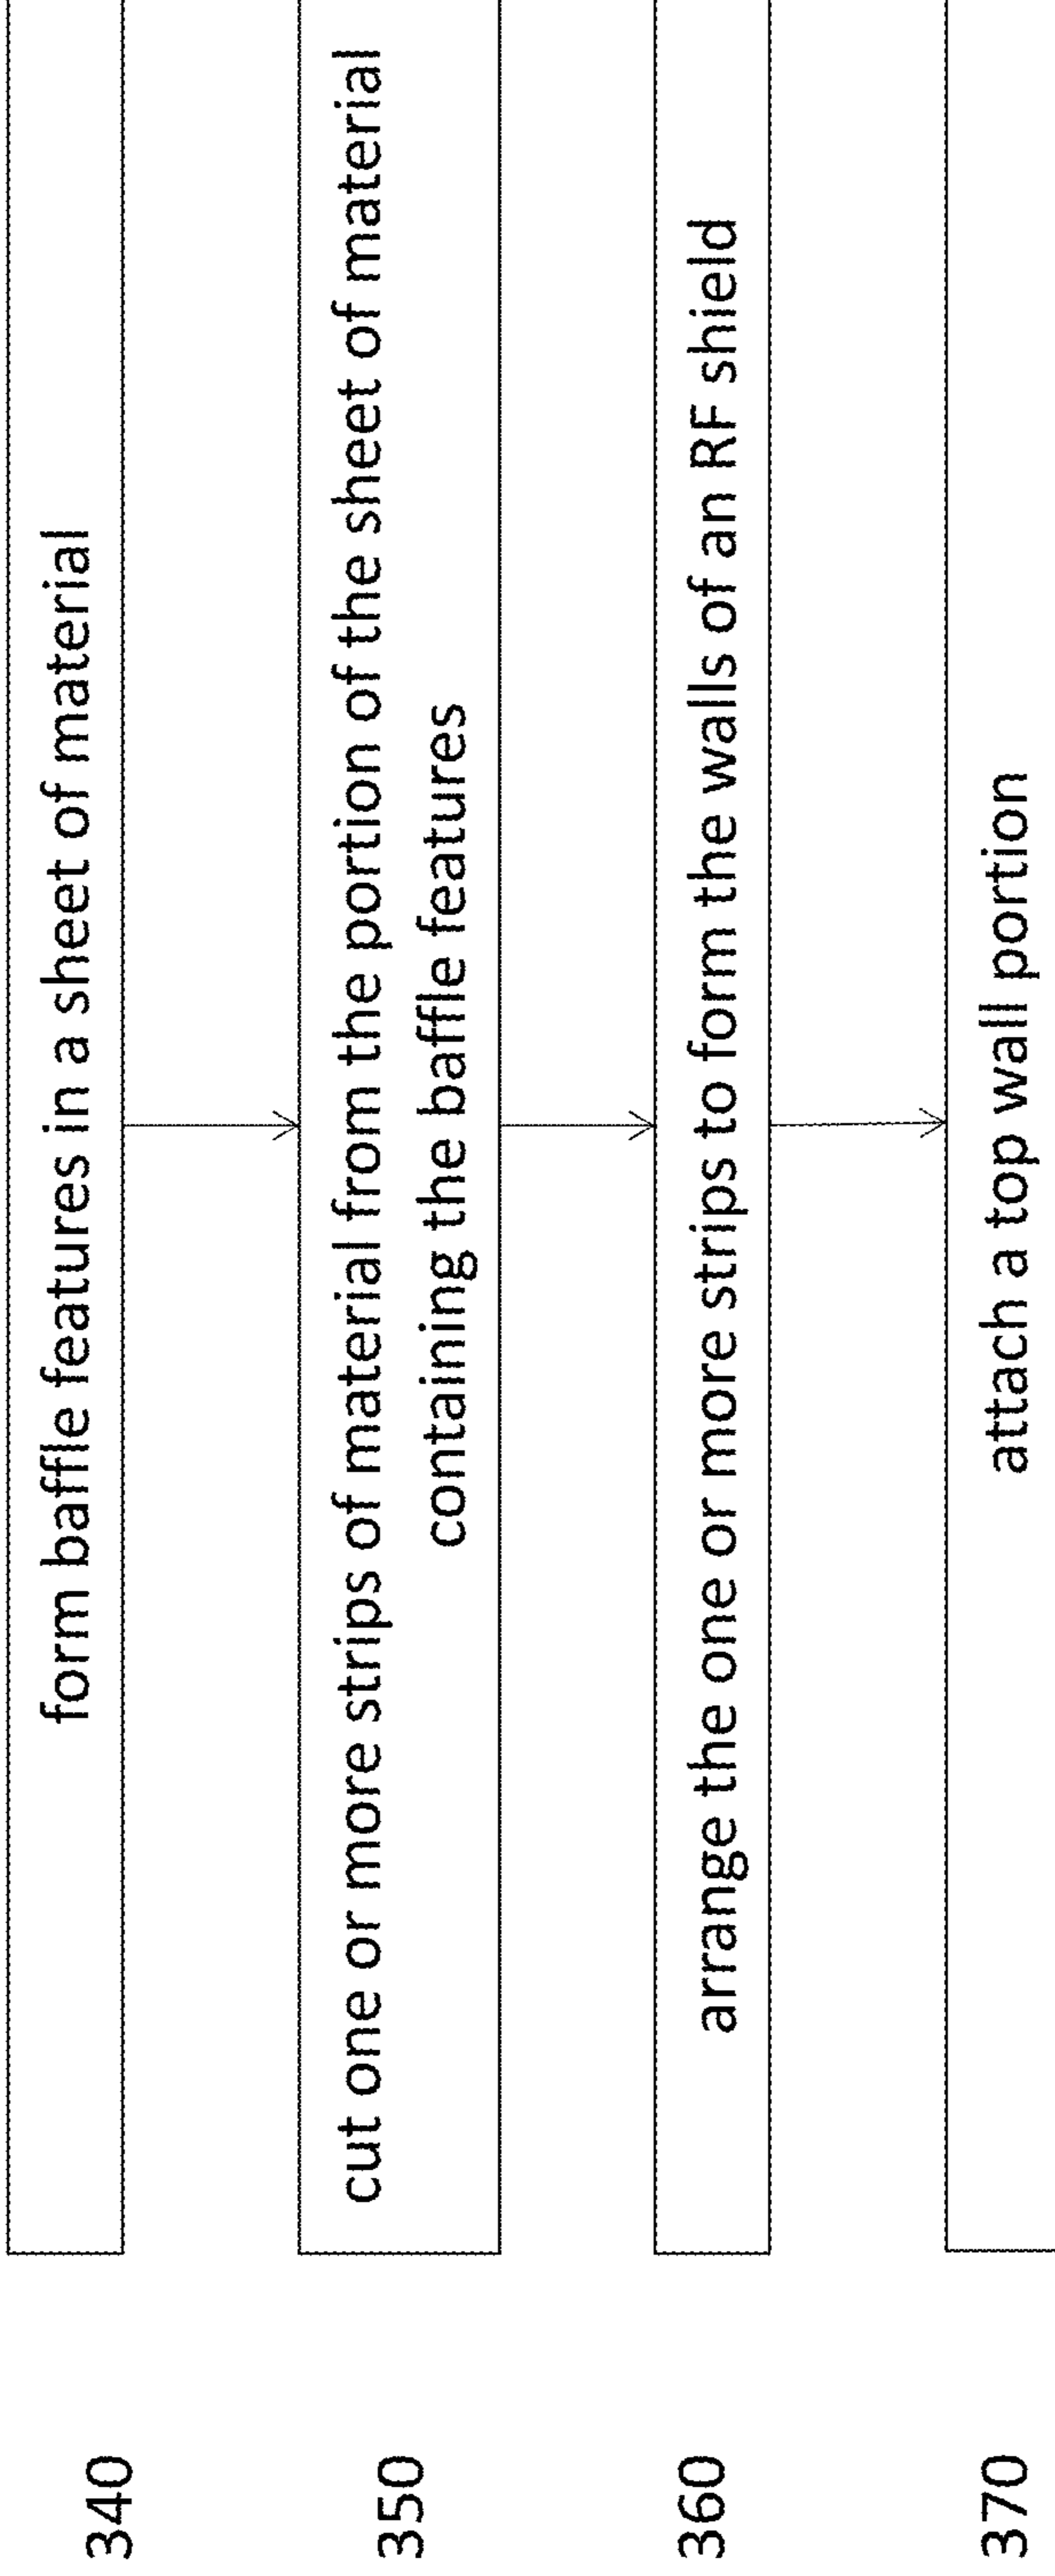 340
form baffle features in a sheet of material
350
cut one or more strips of material from the portion of the sheet of material
containing the baffle features
360
arrange the one or more strips to form the walls of an RF shield
370
attach a top wall portion